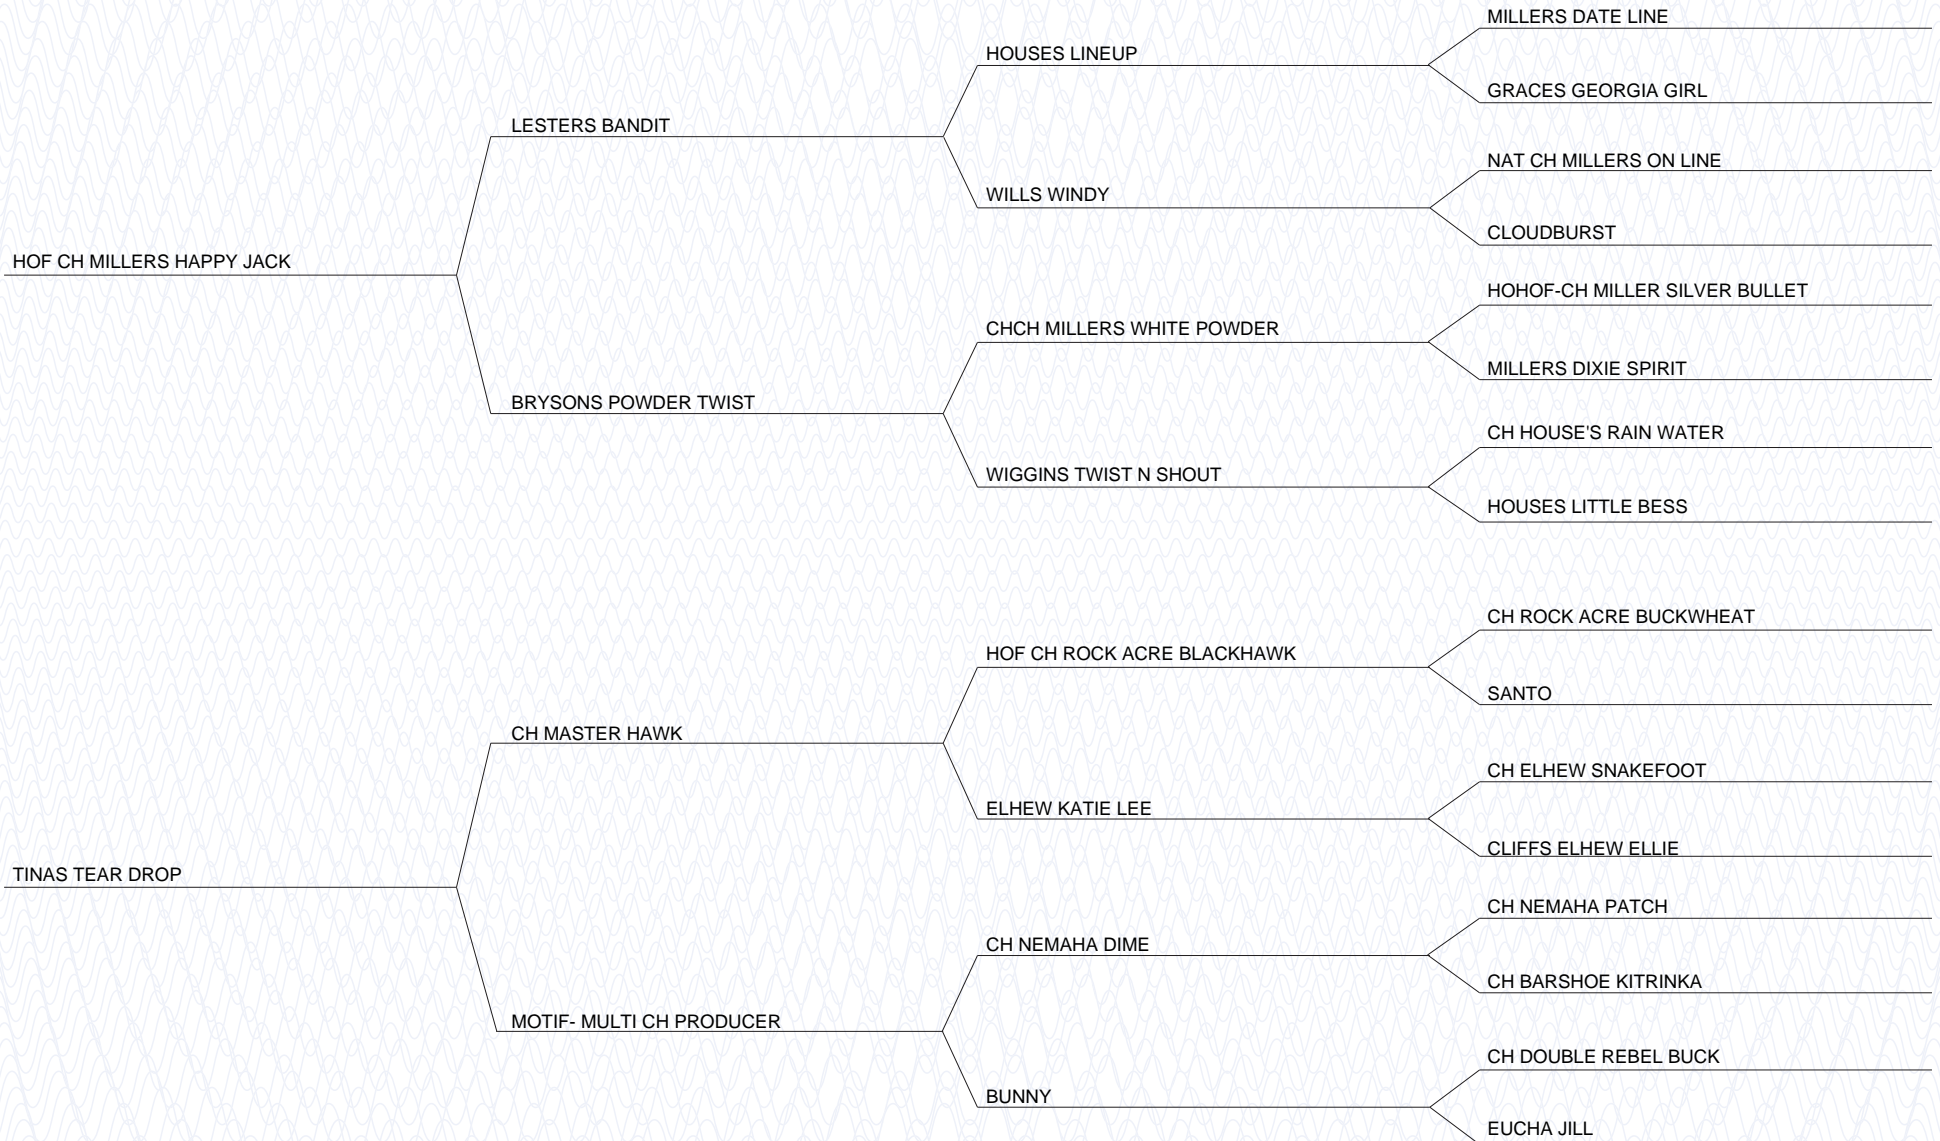 MILLERS DATE LINE
HOUSES LINEUP
GRACES GEORGIA GIRL
LESTERS BANDIT
NAT CH MILLERS ON LINE
WILLS WINDY
CLOUDBURST
HOF CH MILLERS HAPPY JACK
HOHOF-CH MILLER SILVER BULLET
CHCH MILLERS WHITE POWDER
MILLERS DIXIE SPIRIT
BRYSONS POWDER TWIST
CH HOUSE'S RAIN WATER
WIGGINS TWIST N SHOUT
HOUSES LITTLE BESS
CH ROCK ACRE BUCKWHEAT
HOF CH ROCK ACRE BLACKHAWK
SANTO
CH MASTER HAWK
CH ELHEW SNAKEFOOT
ELHEW KATIE LEE
CLIFFS ELHEW ELLIE
TINAS TEAR DROP
CH NEMAHA PATCH
CH NEMAHA DIME
CH BARSHOE KITRINKA
MOTIF- MULTI CH PRODUCER
CH DOUBLE REBEL BUCK
BUNNY
EUCHA JILL